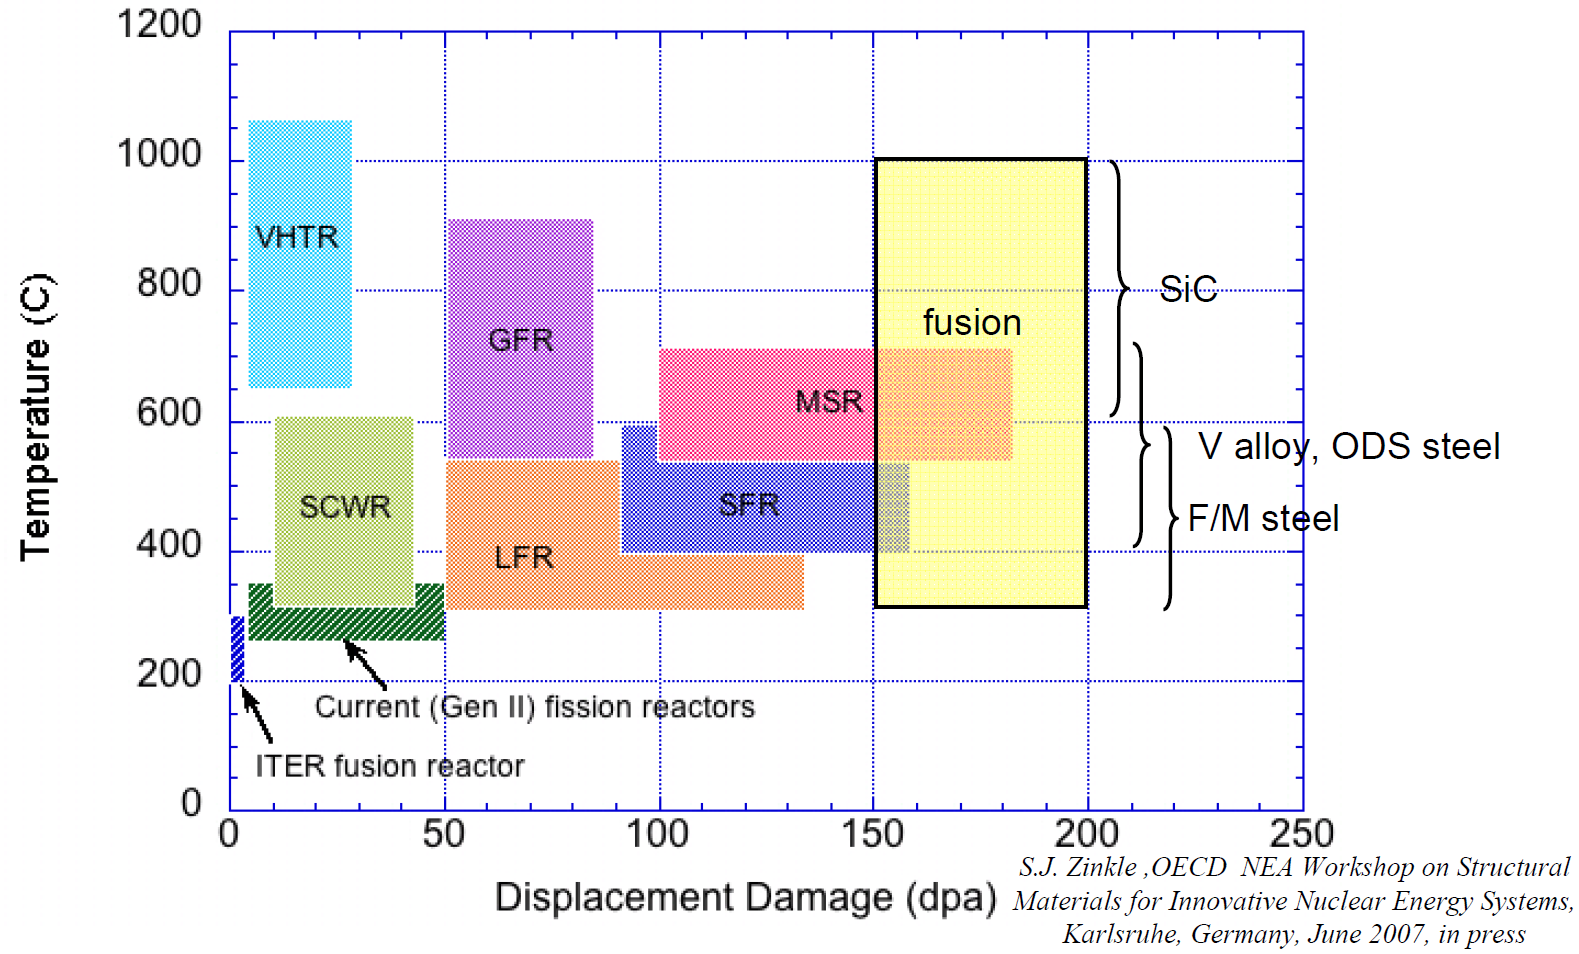 1200
1000
800
600
400
200
0
Temperature (C)
VHTR
GFR
fusion
SiC
MSR
V alloy, ODS steel
SCWR
SFR
F/M steel
LFR
Current (Gen II) fission reactors
ITER fusion reactor
0 50 100 150 200 250
Displacement Damage (dpa)
S.J. Zinkle ,OECD NEA Workshop on Structural
Materials for Innovative Nuclear Energy Systems,
Karlsruhe, Germany, June 2007, in press